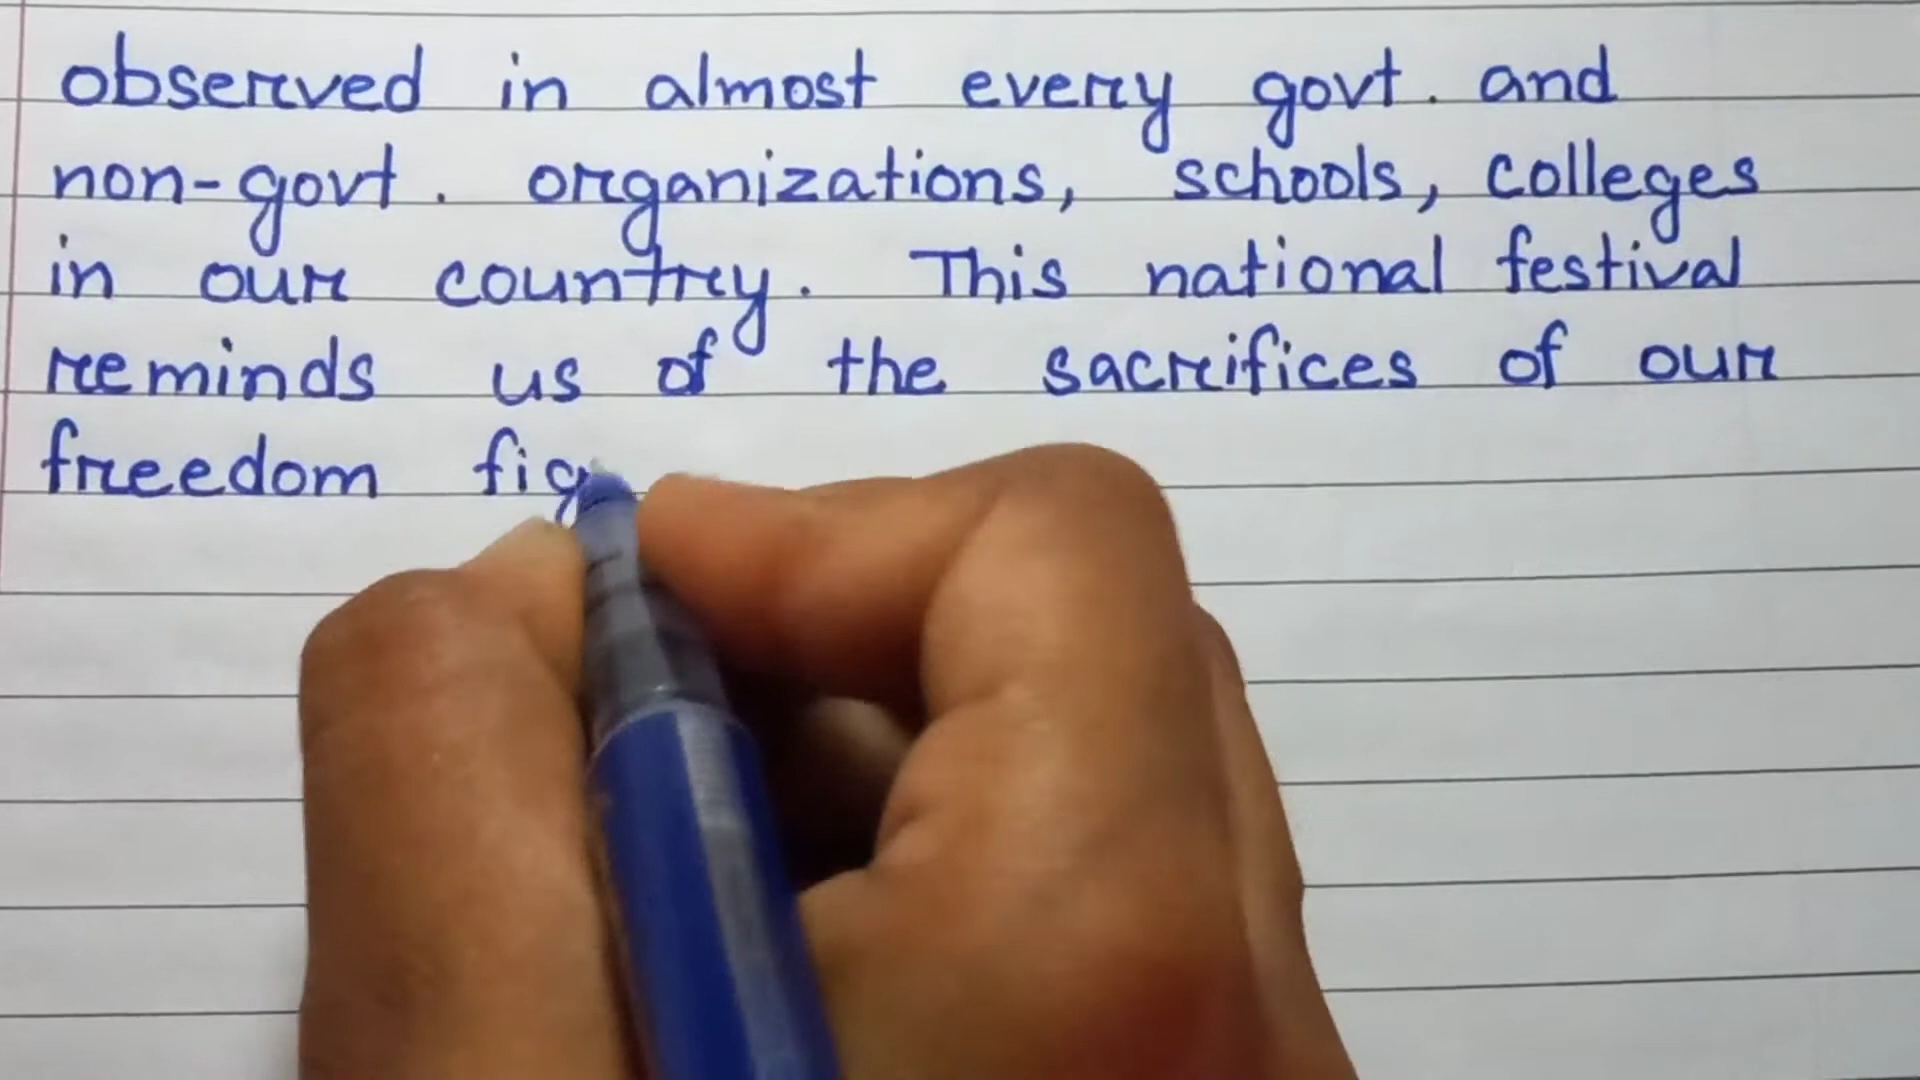 observed in almost every govt. and
non-govt. organizations, schools, colleges
in our country. This national festival
reminds us of the sacrifices of our
freedom fig